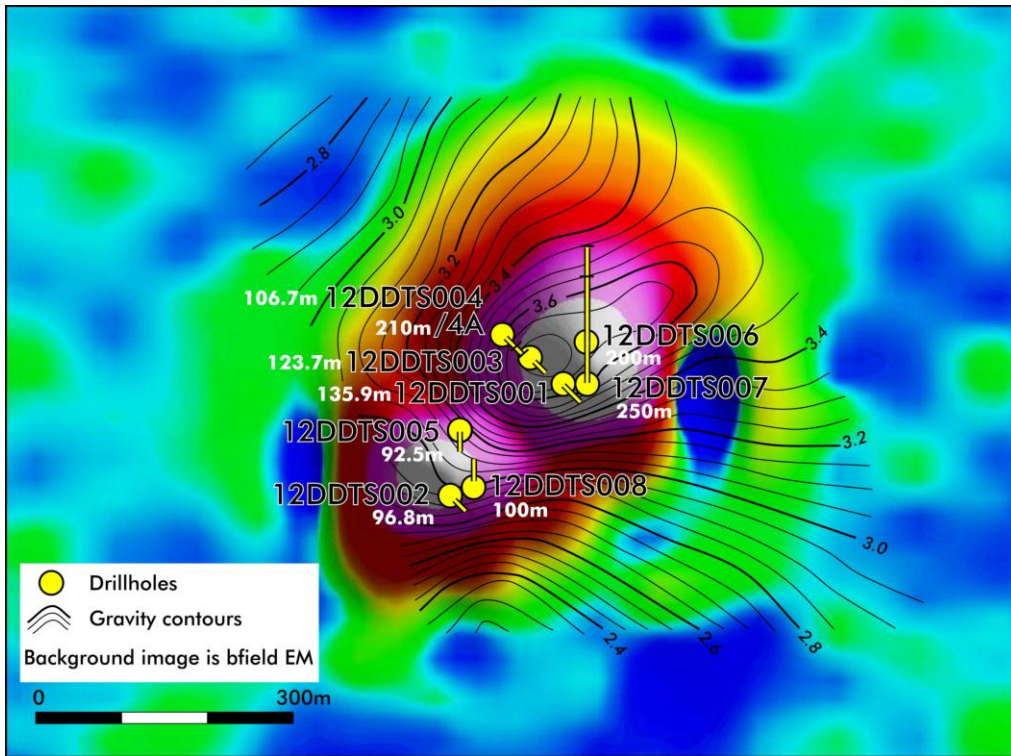 2.8
3.0
3.2
3.4
3.6
3.4
106.7m 12DDTS004
210m /4A
12DDTS006
200m
123.7m 12DDTS003
135.9m 12DDTS001
12DDTS007
250m
12DDTS005
92.5m
3.2
12DDTS008
100m
12DDTS002
96.8m
3.0
2.8
2.6
2.4
Drillholes
Gravity contours
Background image is bfield EM
0 300m